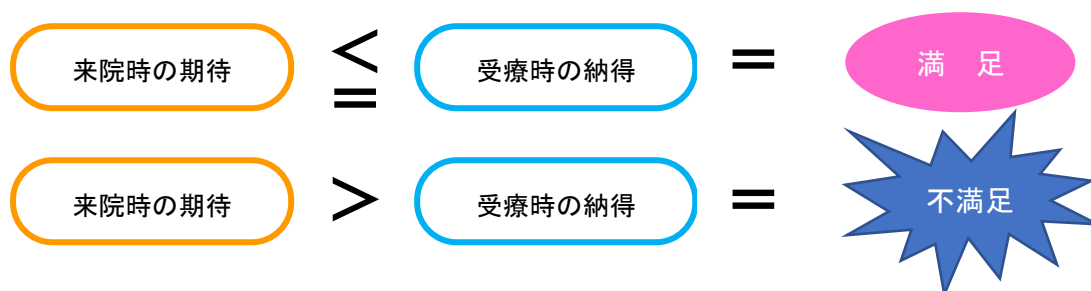 来院時の期待 ≦ 受療時の納得 = 満 足
来院時の期待 > 受療時の納得 = 不満足